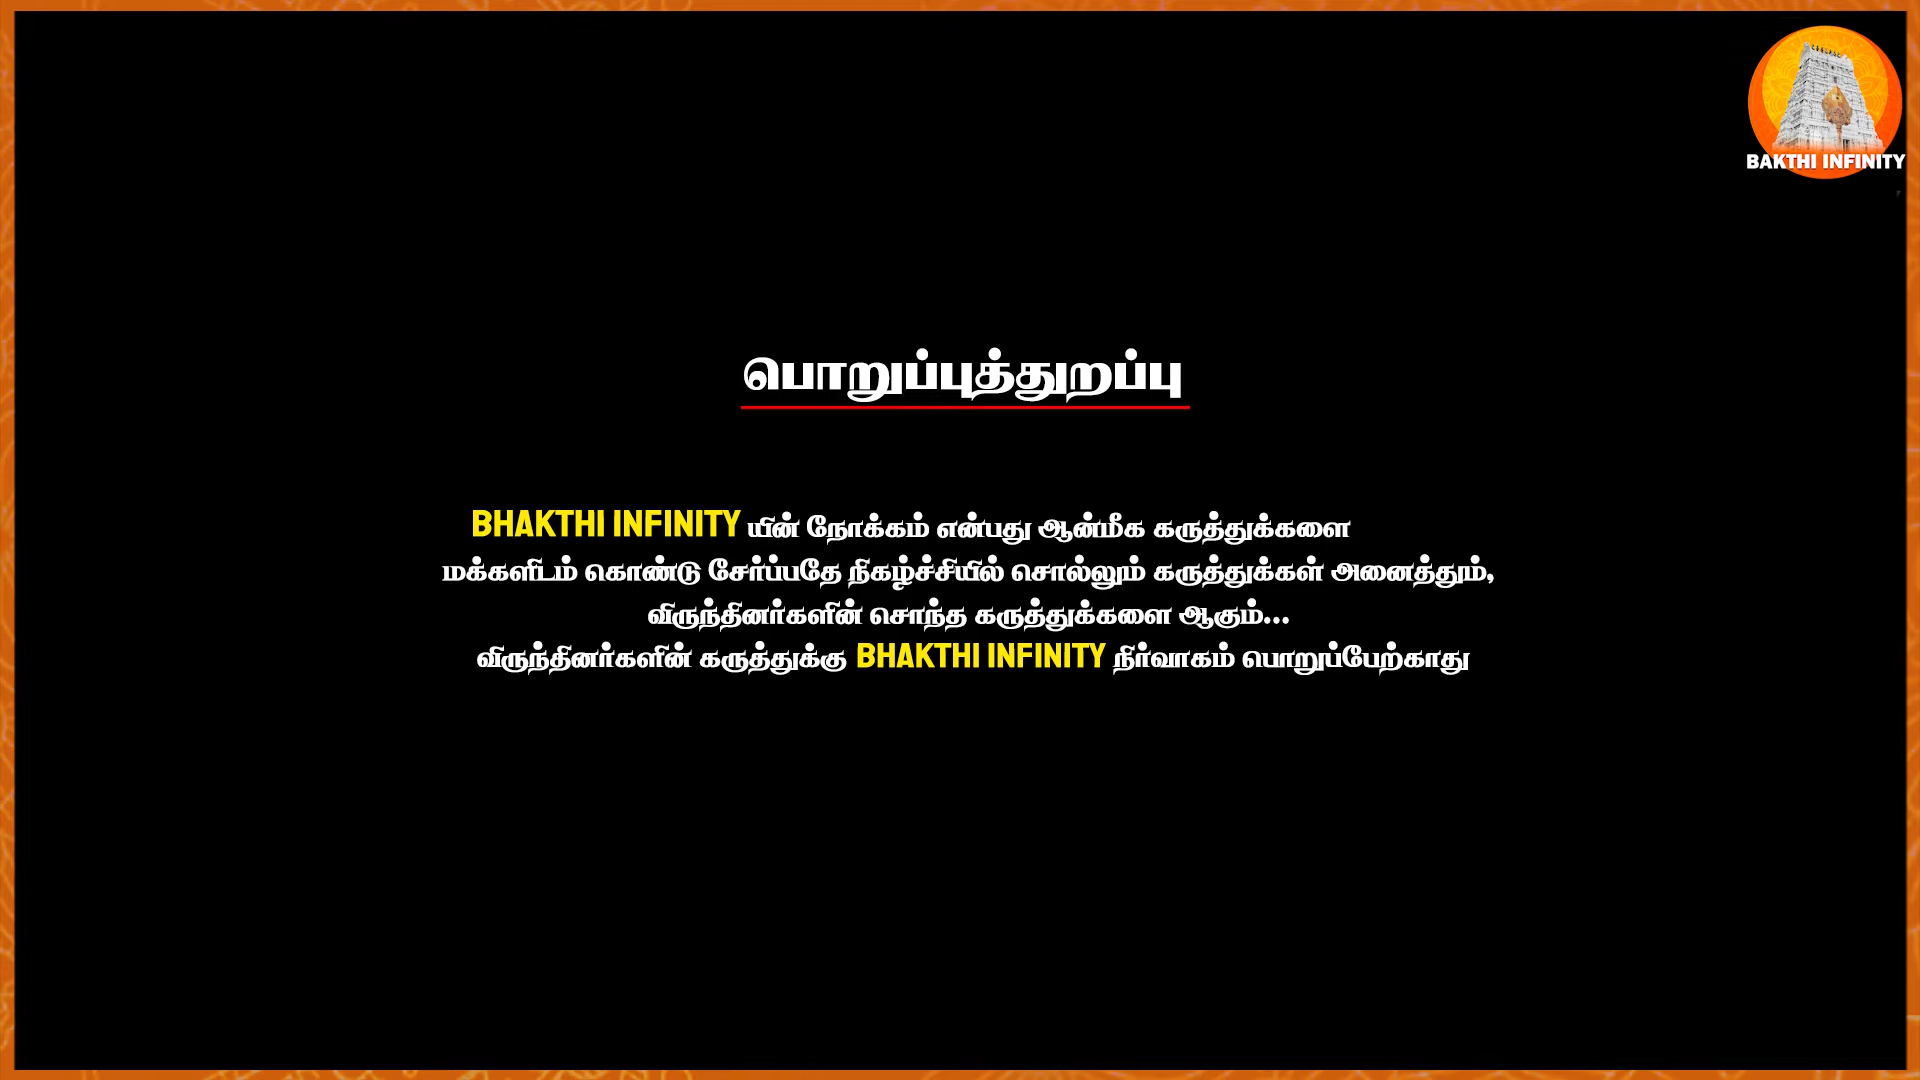 BAKTHI INFINITY
பொறுப்புத்துறப்பு
BHAKTHI INFINITY யின் நோக்கம் என்பது ஆன்மீக கருத்துக்களை
மக்களிடம் கொண்டு சேர்ப்பதே நிகழ்ச்சியில் சொல்லும் கருத்துக்கள் அனைத்தும்,
விருந்தினர்களின் சொந்த கருத்துக்களை ஆகும்...
விருந்தினர்களின் கருத்துக்கு BHAKTHI INFINITY நிர்வாகம் பொறுப்பேற்காது